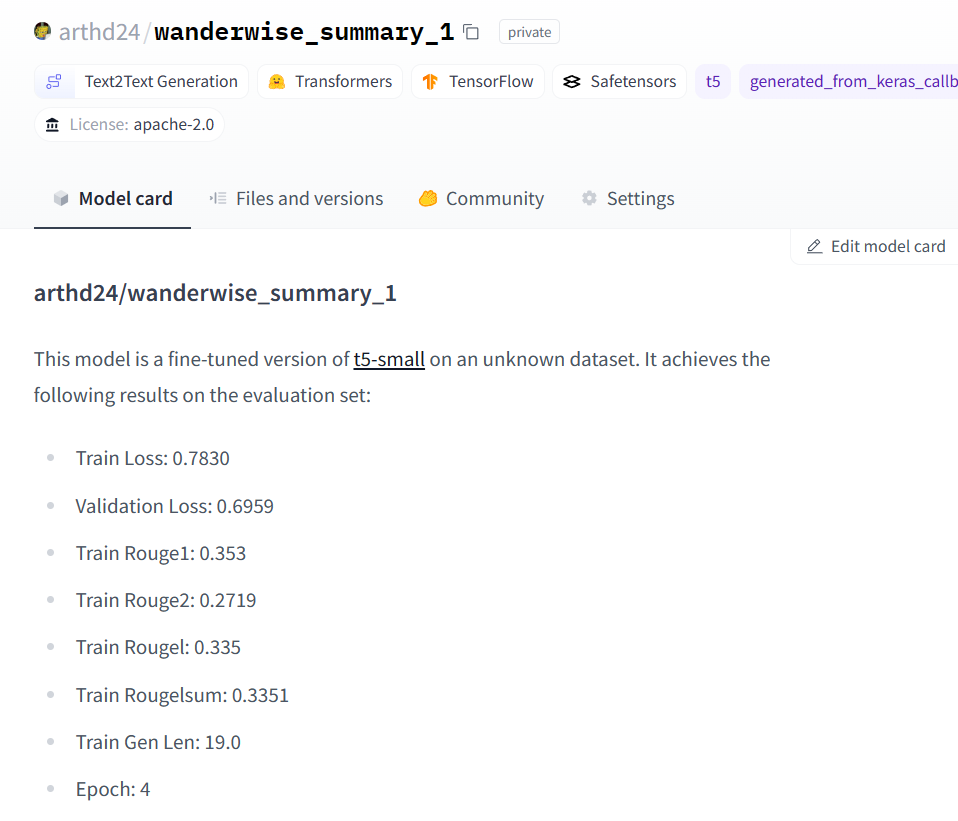 arthd24/wanderwise_summary_1 private
Text2Text Generation Transformers TensorFlow Safetensors t5 generated_from_keras_callb
License: apache-2.0
Model card Files and versions Community Settings
Edit model card
arthd24/wanderwise_summary_1
This model is a fine-tuned version of t5-small on an unknown dataset. It achieves the
following results on the evaluation set:
Train Loss: 0.7830
Validation Loss: 0.6959
Train Rouge1: 0.353
Train Rouge2: 0.2719
Train Rougel: 0.335
Train Rougelsum: 0.3351
Train Gen Len: 19.0
Epoch: 4